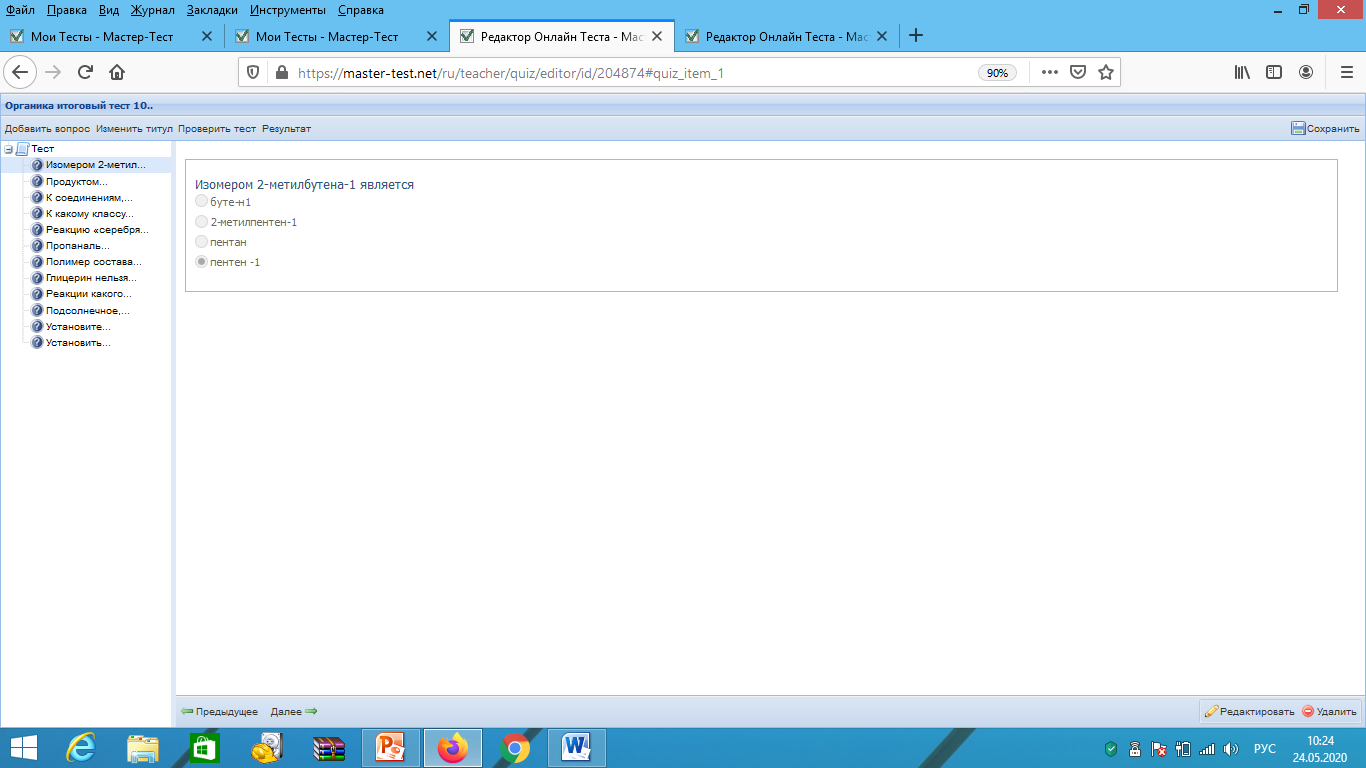 Файл Правка Вид Журнал Закладки Инструменты Справка
Мои Тесты - Мастер-Тест Мои Тесты - Мастер-Тест Редактор Онлайн Теста - Мас Редактор Онлайн Теста - Мас
https://master-test.net/ru/teacher/quiz/editor/id/204874#quiz_item_1 90%
Органика итоговый тест 10..
Добавить вопрос Изменить титул Проверить тест Результат Сохранить
Тест
Изомером 2-метил...
Продуктом...
К соединениям,...
К какому классу...
Реакцию «серебря...
Пропаналь...
Полимер состава...
Глицерин нельзя...
Реакции какого...
Подсолнечное,...
Установите...
Установить...
Изомером 2-метилбутена-1 является
буте-н1
2-метилпентен-1
пентан
пентен -1
Предыдущее Далее Редактировать Удалить
РУС 10:24
24.05.2020